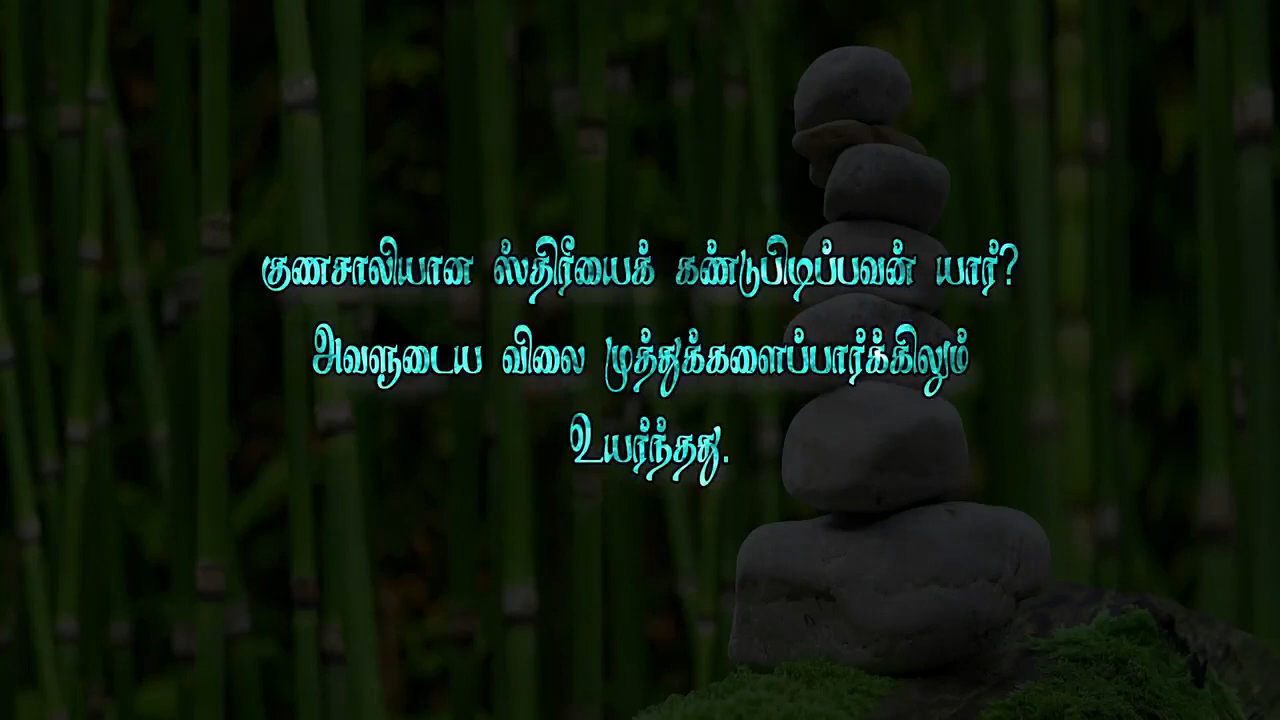 குணசாலியான ஸ்திரீயைக் கண்டுபிடிப்பவன் யார்?
அவளுடைய விலை முத்துக்களைப்பார்க்கிலும்
உயர்ந்தது.